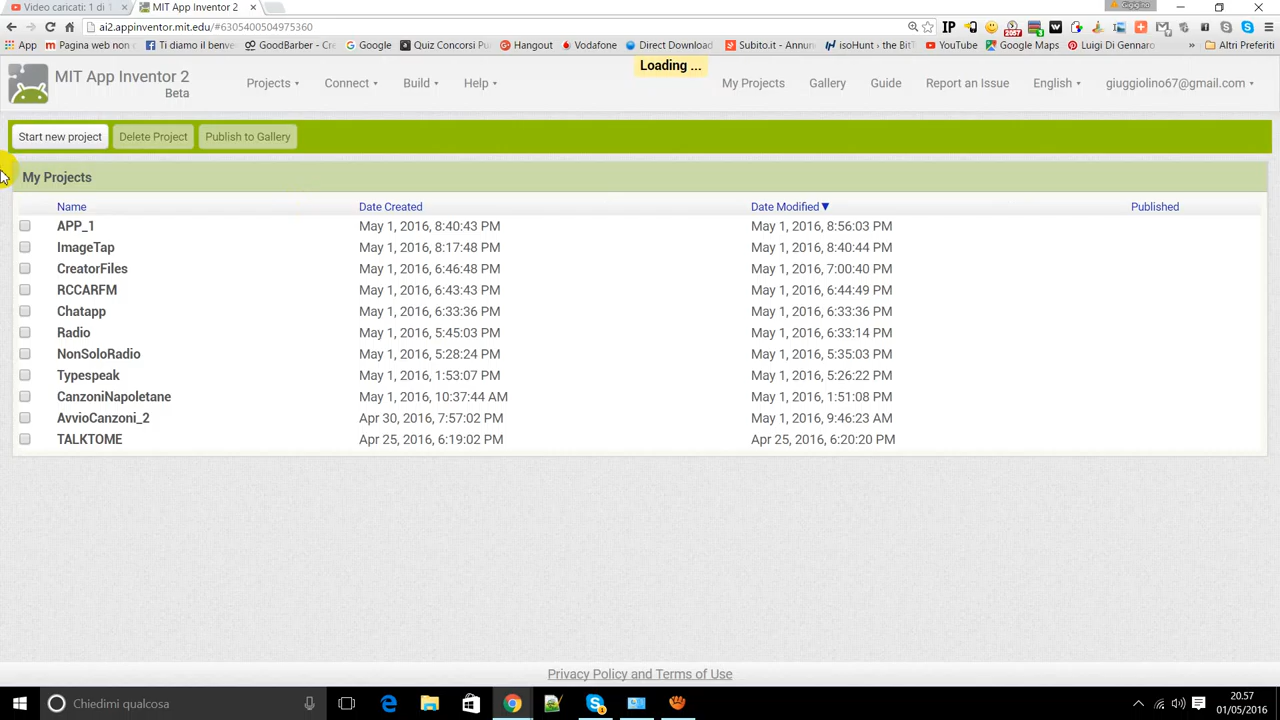 Video caricati: 1 di 1
MIT App Inventor 2
ai2.appinventor.mit.edu/#6305400504975360
IP
2057
3
App
Pagina web non
Ti diamo il benve
GoodBarber - Cre
Google
Quiz Concorsi Pu
Hangout
Vodafone
Direct Download
Subito.it - Annun
isoHunt › the BitT
YouTube
Google Maps
Luigi Di Gennaro
»
Altri Preferiti
Loading ...
MIT App Inventor 2
Beta
Projects
Connect
Build
Help
My Projects
Gallery
Guide
Report an Issue
English
giuggiolino67@gmail.com
Start new project
Delete Project
Publish to Gallery
My Projects
Name Date Created Date Modified▼ Published
APP_1 May 1, 2016, 8:40:43 PM May 1, 2016, 8:56:03 PM
ImageTap May 1, 2016, 8:17:48 PM May 1, 2016, 8:40:44 PM
CreatorFiles May 1, 2016, 6:46:48 PM May 1, 2016, 7:00:40 PM
RCCARFM May 1, 2016, 6:43:43 PM May 1, 2016, 6:44:49 PM
Chatapp May 1, 2016, 6:33:36 PM May 1, 2016, 6:33:36 PM
Radio May 1, 2016, 5:45:03 PM May 1, 2016, 6:33:14 PM
NonSoloRadio May 1, 2016, 5:28:24 PM May 1, 2016, 5:35:03 PM
Typespeak May 1, 2016, 1:53:07 PM May 1, 2016, 5:26:22 PM
CanzoniNapoletane May 1, 2016, 10:37:44 AM May 1, 2016, 1:51:08 PM
AvvioCanzoni_2 Apr 30, 2016, 7:57:02 PM May 1, 2016, 9:46:23 AM
TALKTOME Apr 25, 2016, 6:19:02 PM Apr 25, 2016, 6:20:20 PM
Privacy Policy and Terms of Use
Chiedimi qualcosa
20.57
01/05/2016